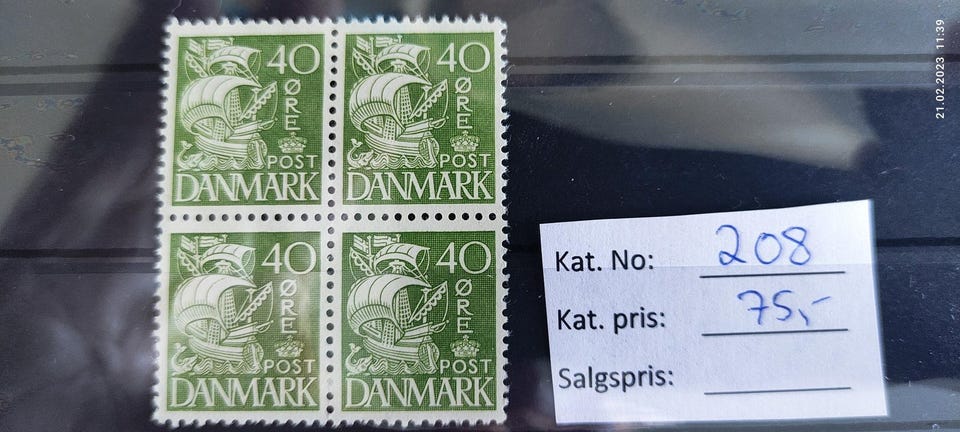 40
ØRE
POST
DANMARK
40
ØRE
POST
DANMARK
40
ØRE
POST
DANMARK
40
ØRE
POST
DANMARK
Kat. No: 208
Kat. pris: 75,-
Salgspris:
21.02.2023 11:39